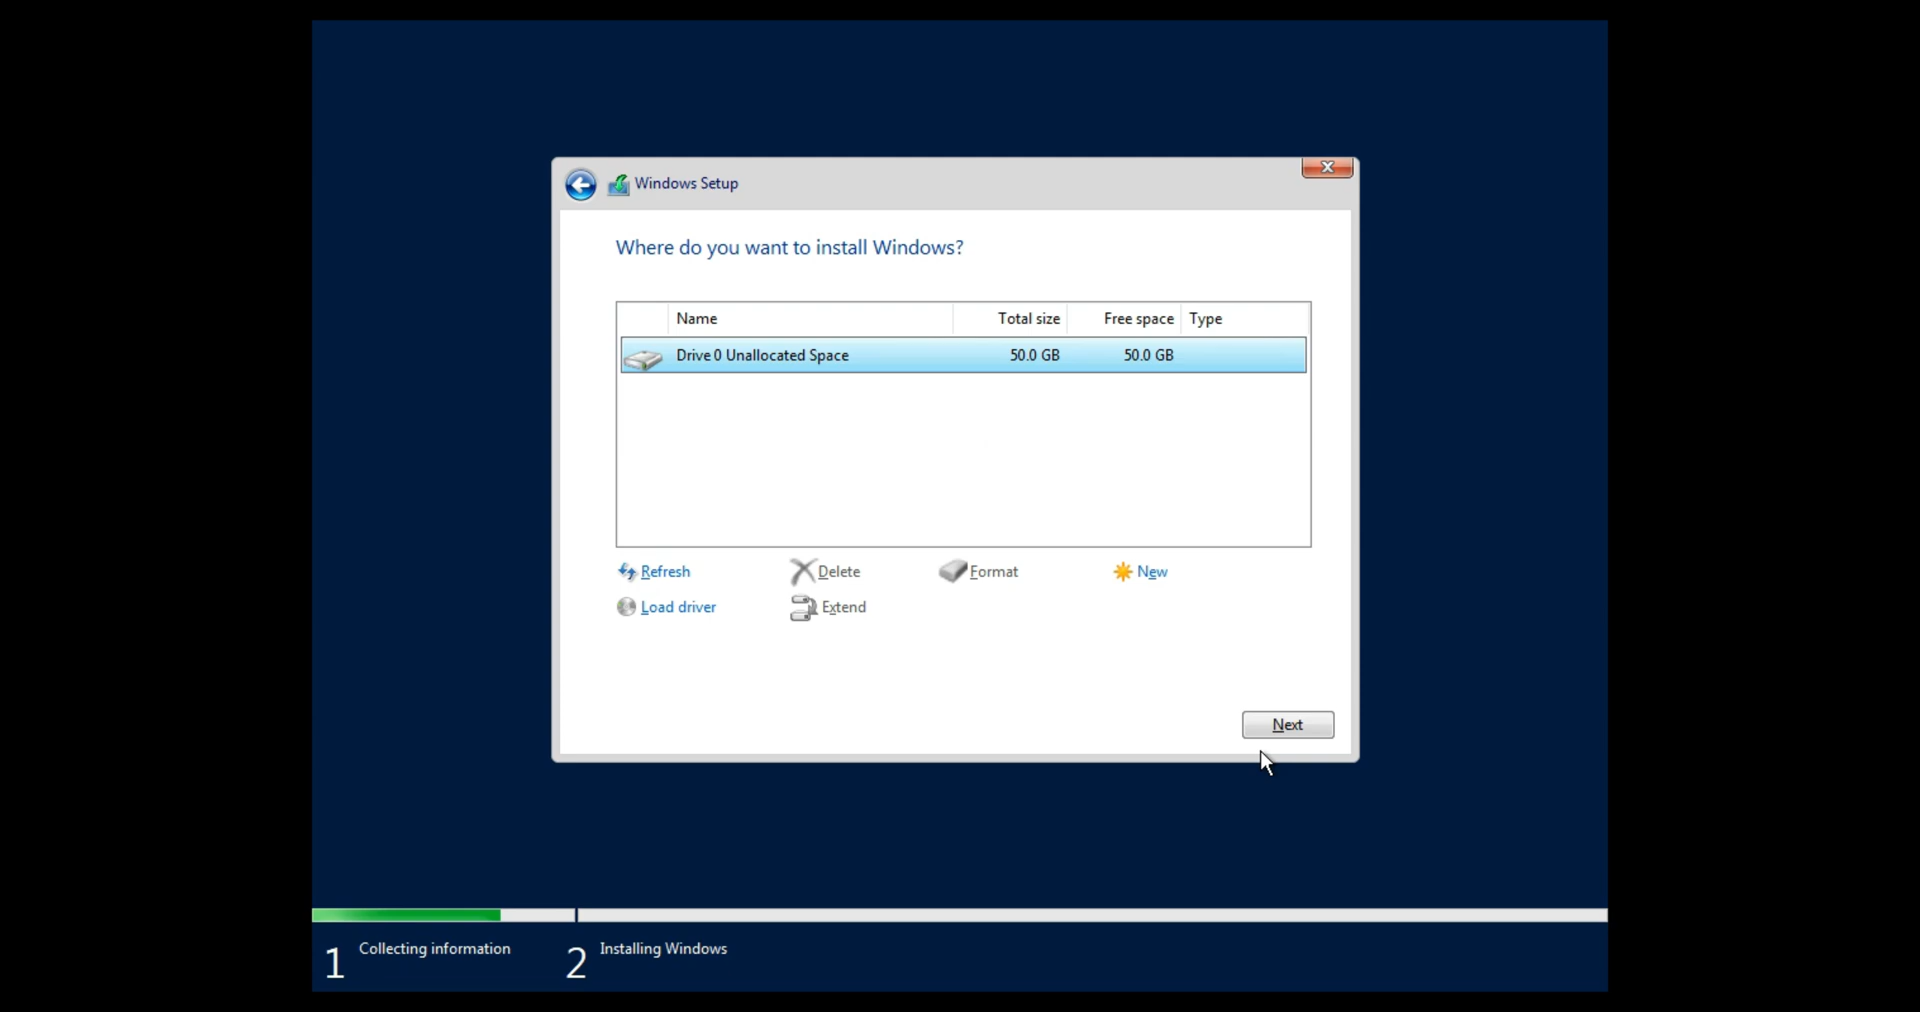 Windows Setup
Where do you want to install Windows?
Name Total size Free space Type
Drive 0 Unallocated Space 50.0 GB 50.0 GB
Refresh Delete Format New
Load driver Extend
Next
1 Collecting information 2 Installing Windows